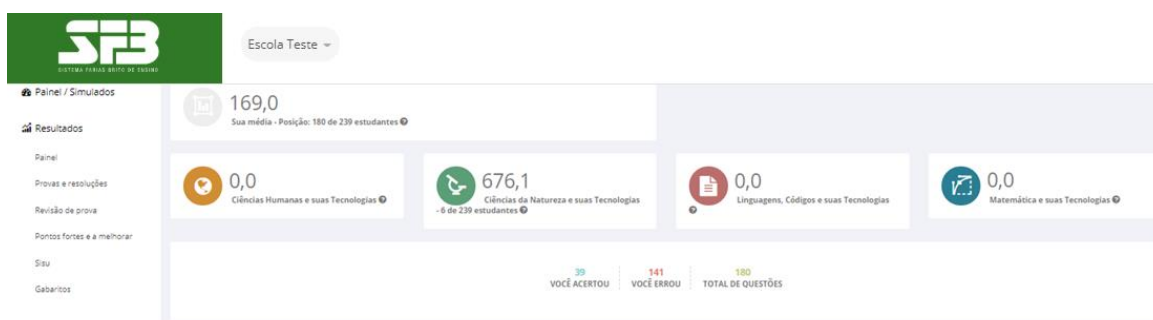 SFB
SISTEMA FARIAS BRITO DE ENSINO
Escola Teste
Painel / Simulados
Resultados
Painel
Provas e resoluções
Revisão de prova
Pontos fortes e a melhorar
Sisu
Gabaritos
169,0
Sua média - Posição: 180 de 239 estudantes
0,0
Ciências Humanas e suas Tecnologias
676,1
Ciências da Natureza e suas Tecnologias
- 6 de 239 estudantes
0,0
Linguagens, Códigos e suas Tecnologias
0,0
Matemática e suas Tecnologias
39
VOCÊ ACERTOU
141
VOCÊ ERROU
180
TOTAL DE QUESTÕES